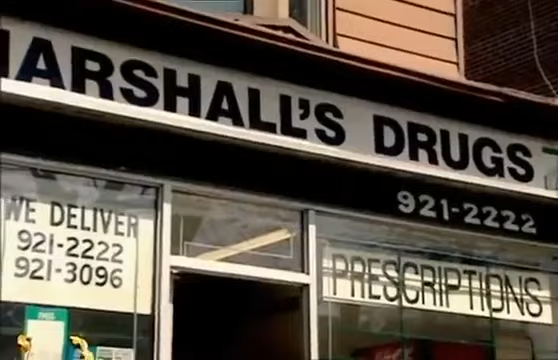 MARSHALL'S DRUGS
921-2222
WE DELIVER
921-2222
921-3096
PRESCRIPTIONS